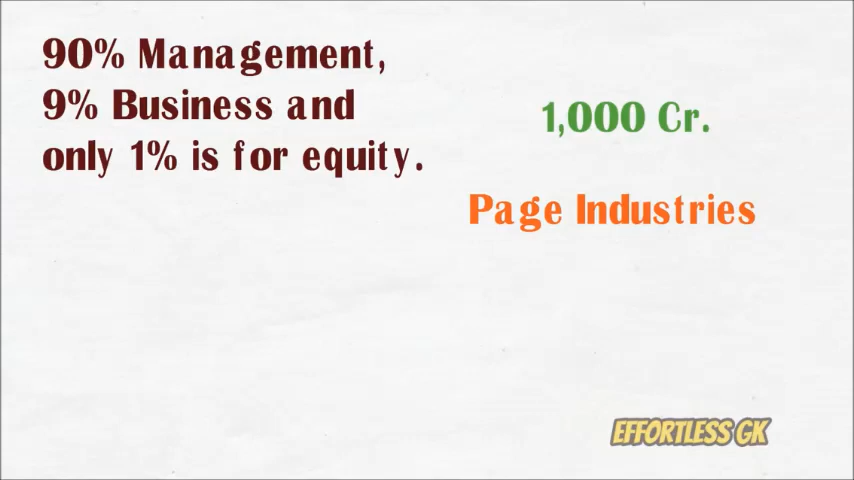 90% Management,
9% Business and
only 1% is for equity.
1,000 Cr.
Page Industries
EFFORTLESS GK